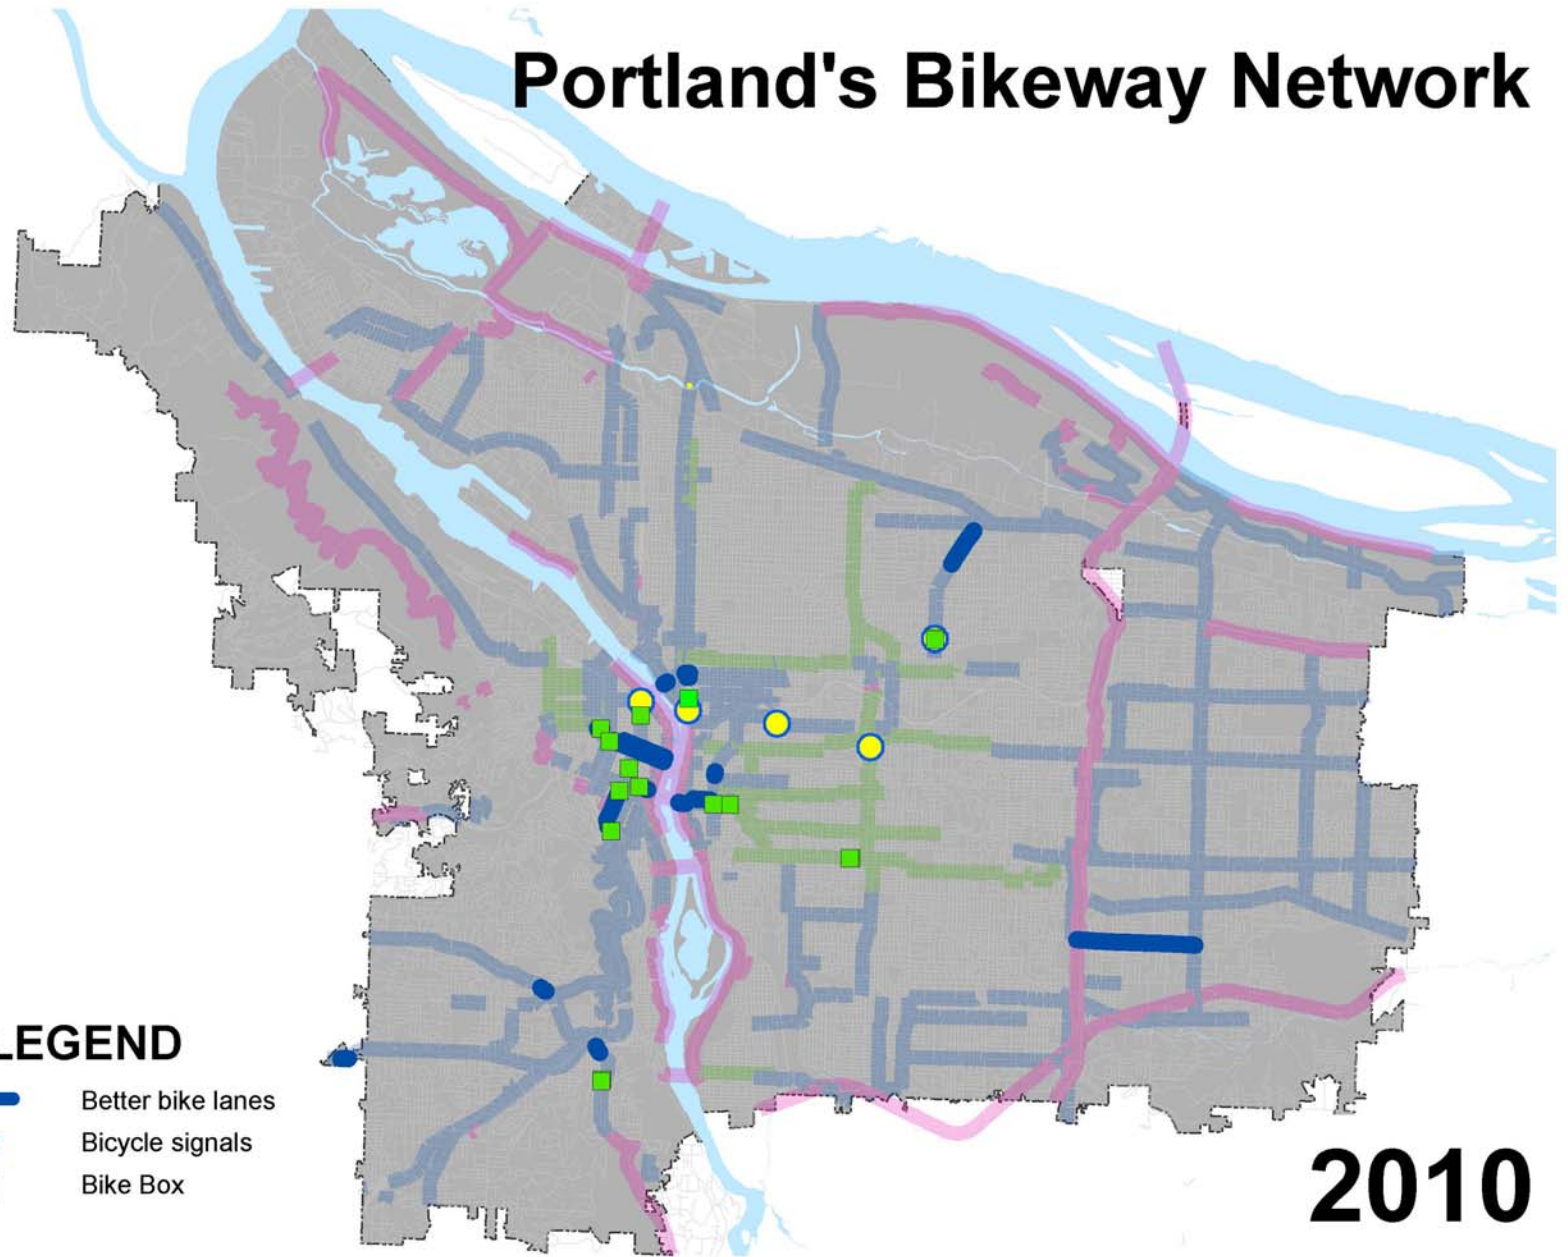 Portland's Bikeway Network
LEGEND
Better bike lanes
Bicycle signals
Bike Box
2010